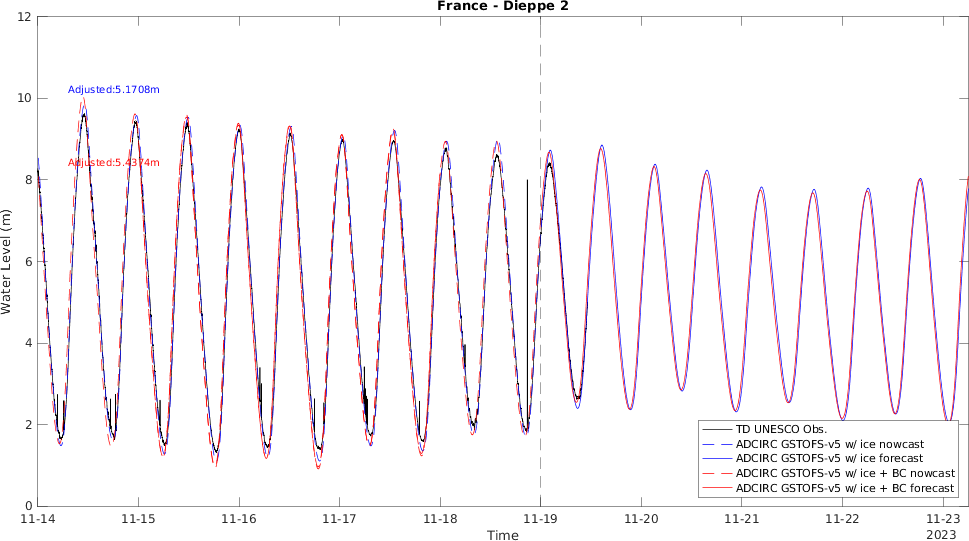 France - Dieppe 2
12
10
8
6
4
2
0
Water Level (m)
Adjusted:5.1708m
Adjusted:5.4374m
TD UNESCO Obs.
ADCIRC GSTOFS-v5 w/ ice nowcast
ADCIRC GSTOFS-v5 w/ ice forecast
ADCIRC GSTOFS-v5 w/ ice + BC nowcast
ADCIRC GSTOFS-v5 w/ ice + BC forecast
11-14 11-15 11-16 11-17 11-18 11-19 11-20 11-21 11-22 11-23
Time
2023